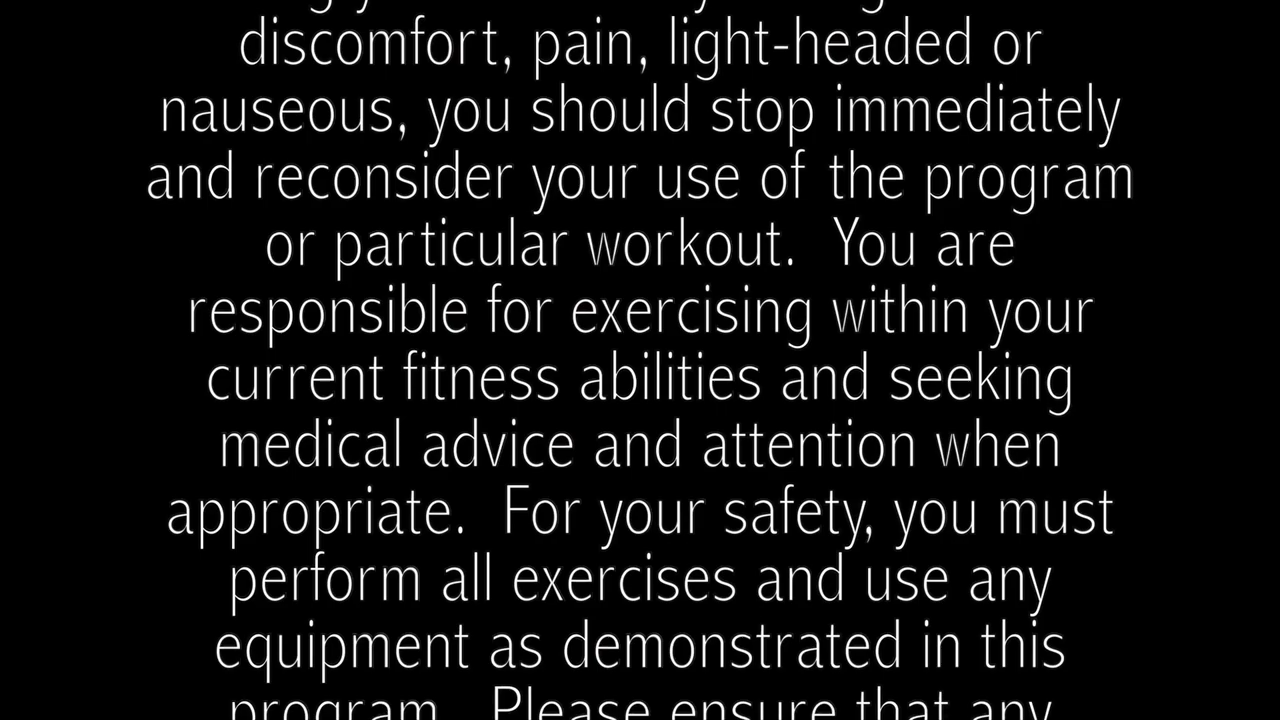 discomfort, pain, light-headed or
nauseous, you should stop immediately
and reconsider your use of the program
or particular workout.  You are
responsible for exercising within your
current fitness abilities and seeking
medical advice and attention when
appropriate.  For your safety, you must
perform all exercises and use any
equipment as demonstrated in this
program.  Please ensure that any